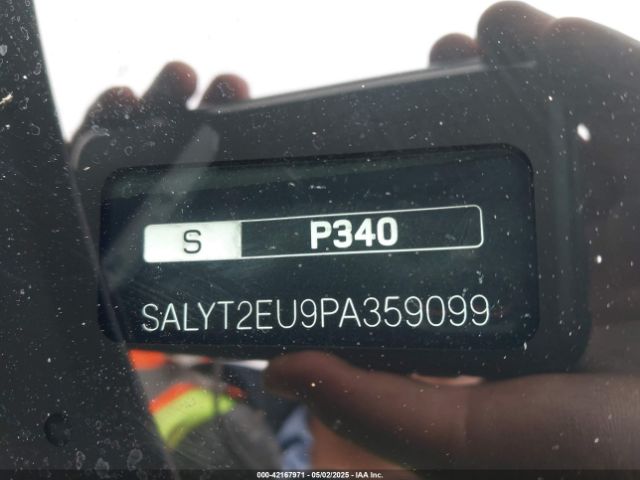 S P340
SALYT2EU9PA359099
000-42167971 - 05/02/2025 - IAA Inc.